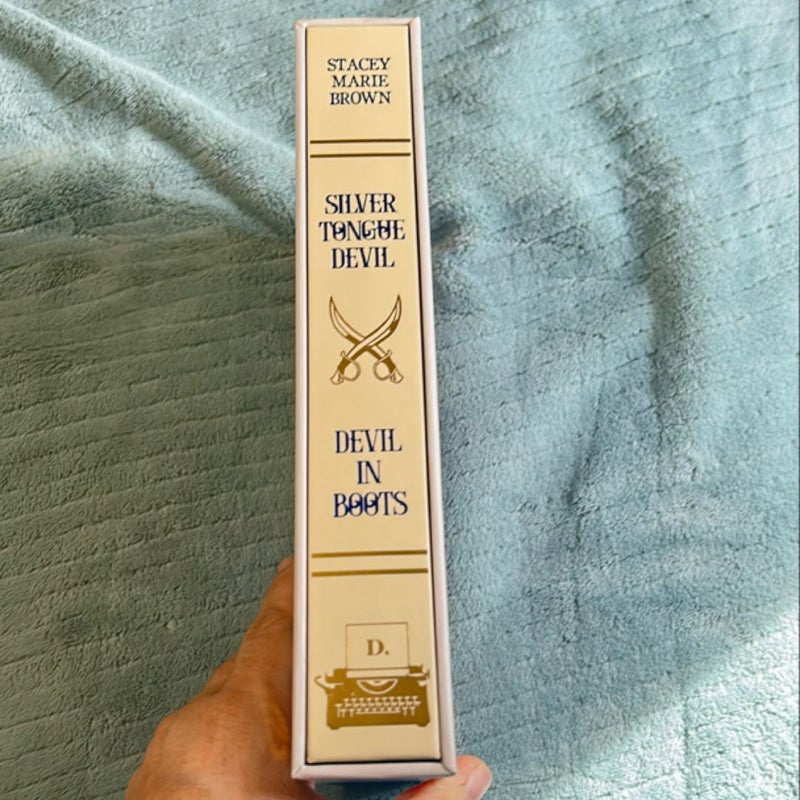 STACEY
MARIE
BROWN
SILVER
TONGUE
DEVIL
DEVIL
IN
BOOTS
D.